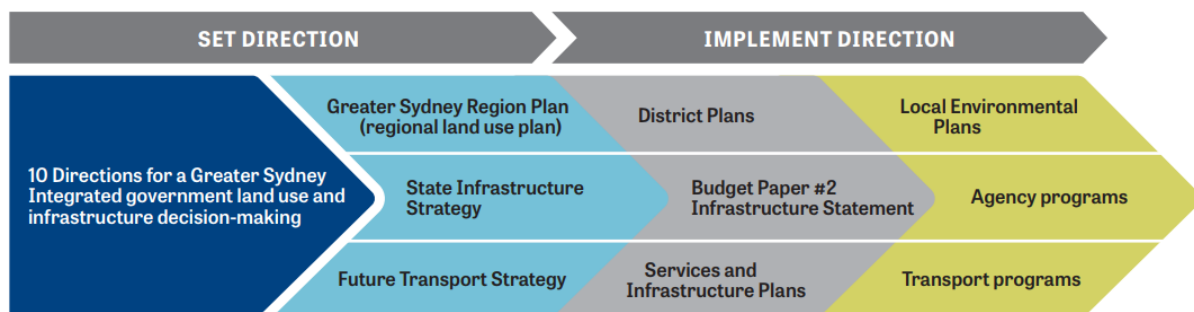 SET DIRECTION
IMPLEMENT DIRECTION
10 Directions for a Greater Sydney
Integrated government land use and
infrastructure decision-making
Greater Sydney Region Plan
(regional land use plan)
District Plans
Local Environmental
Plans
State Infrastructure
Strategy
Budget Paper #2
Infrastructure Statement
Agency programs
Future Transport Strategy
Services and
Infrastructure Plans
Transport programs